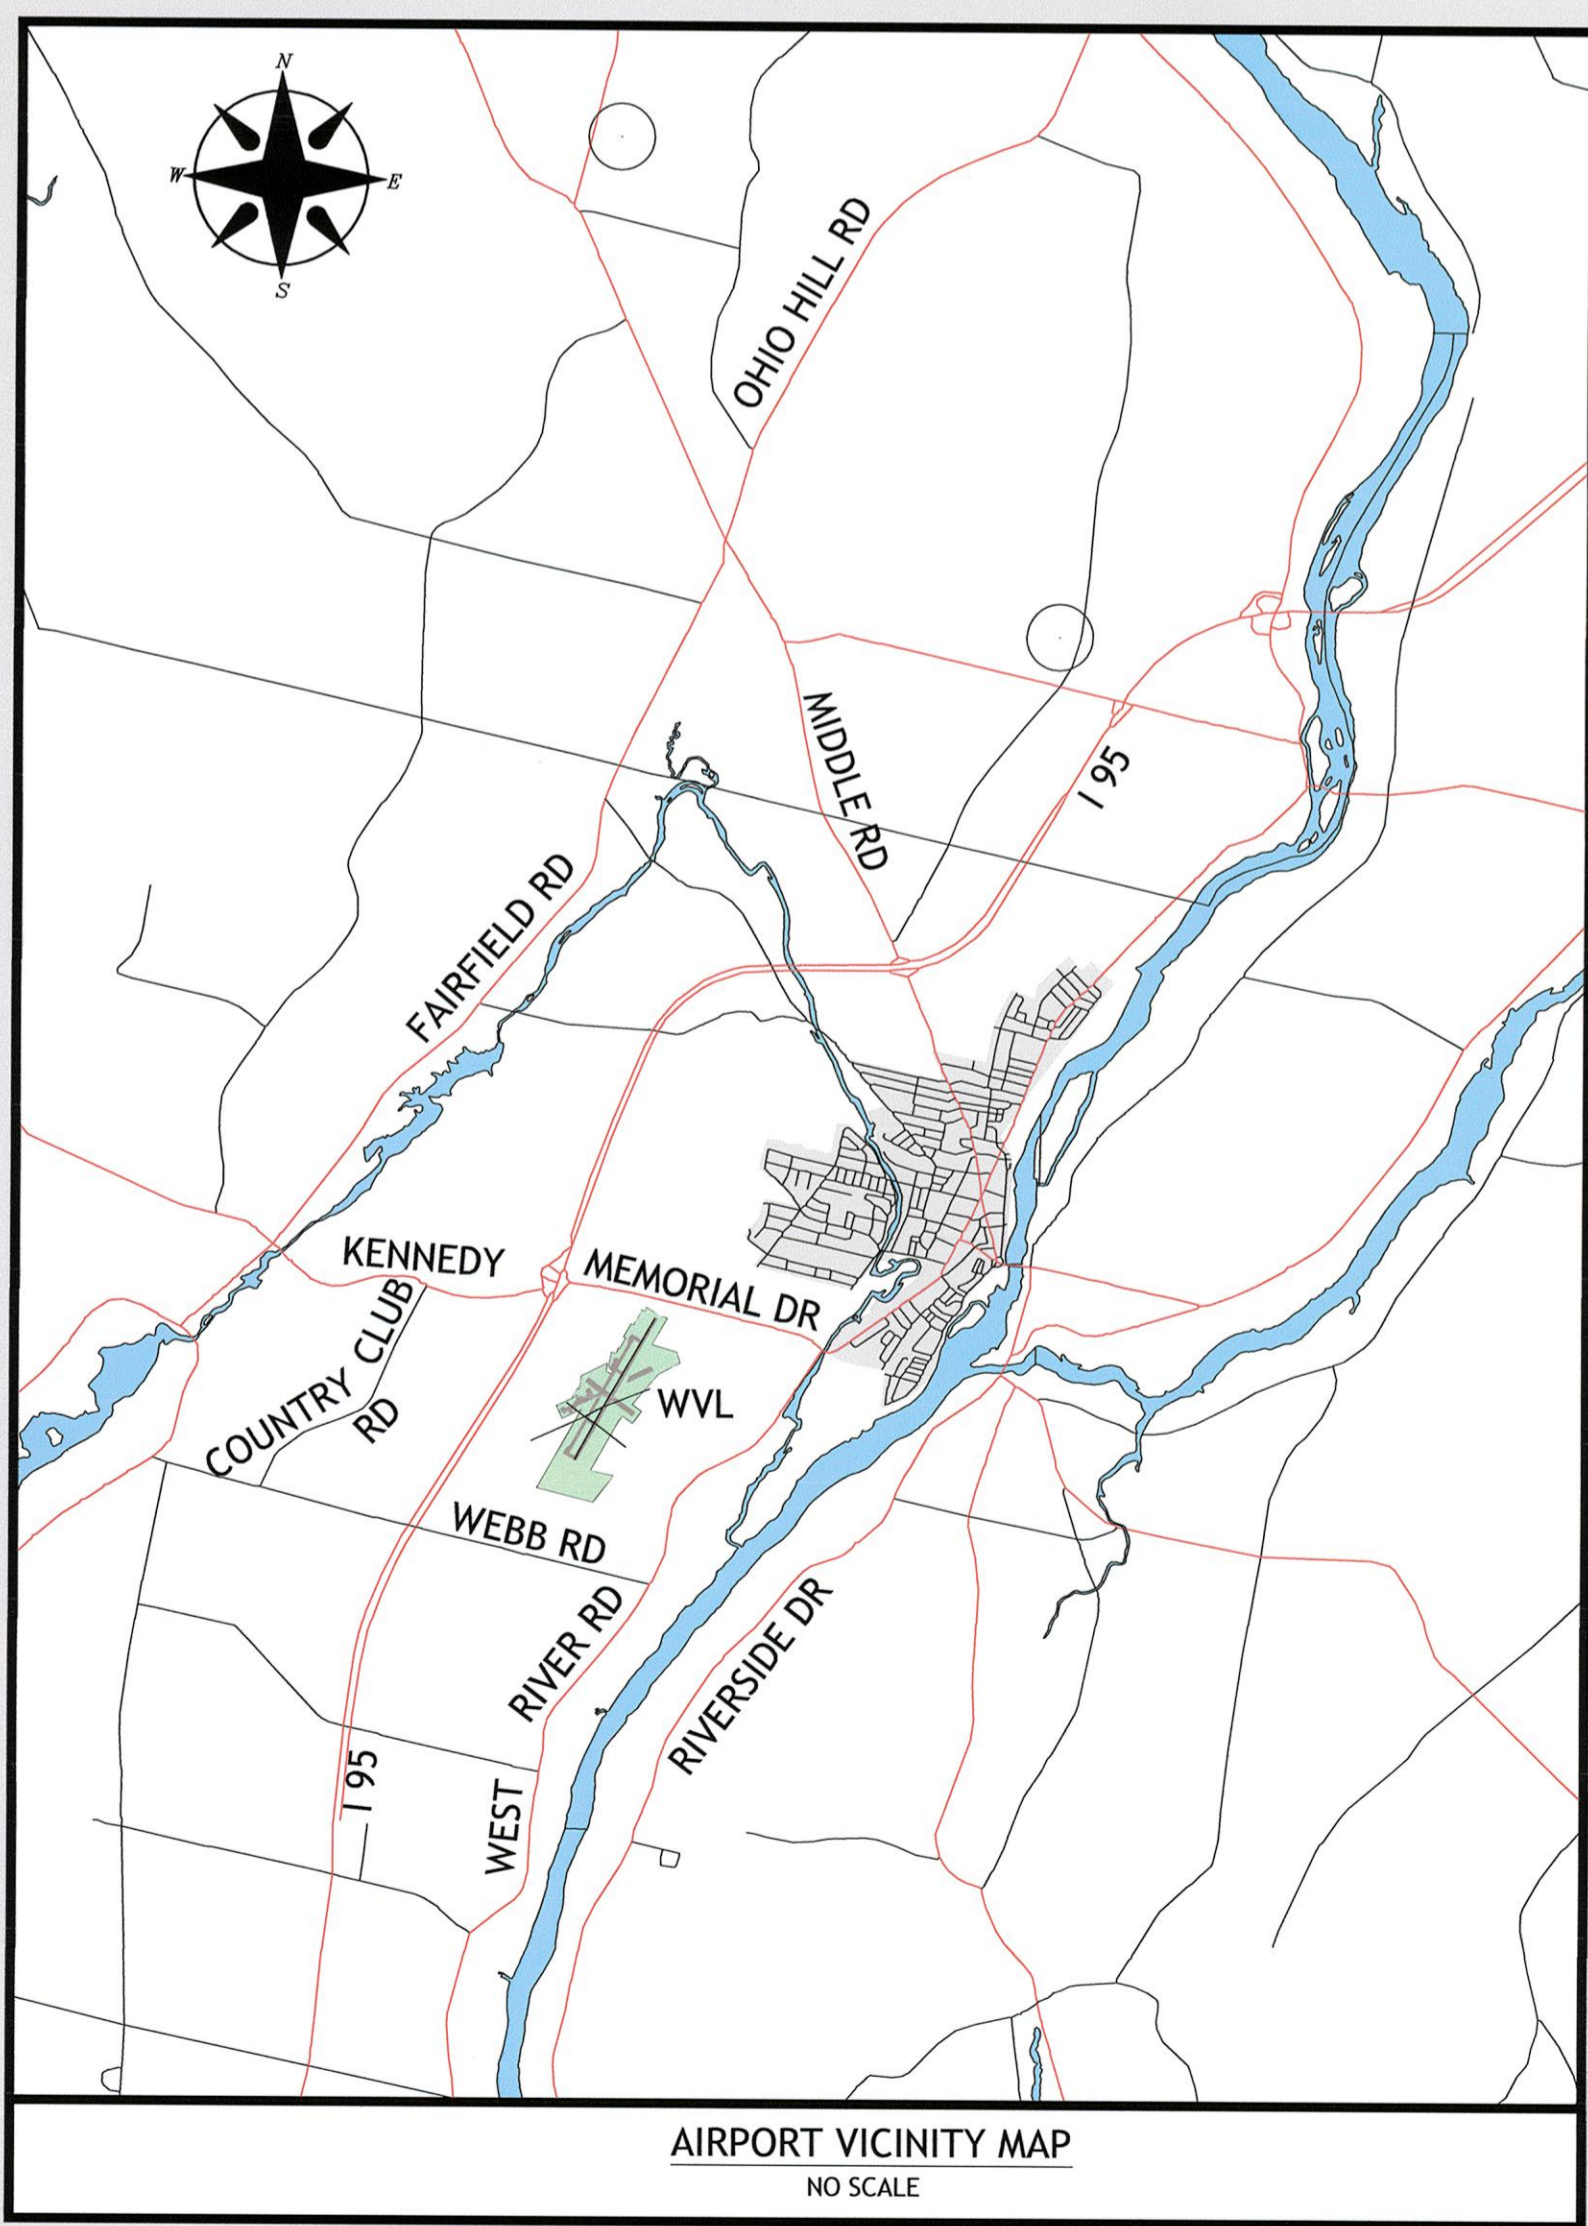 N
W
E
S
OHIO HILL RD
MIDDLE RD
I 95
FAIRFIELD RD
KENNEDY
MEMORIAL DR
COUNTRY CLUB
RD
WVL
WEBB RD
RIVER RD
RIVERSIDE DR
I 95
WEST
AIRPORT VICINITY MAP
NO SCALE